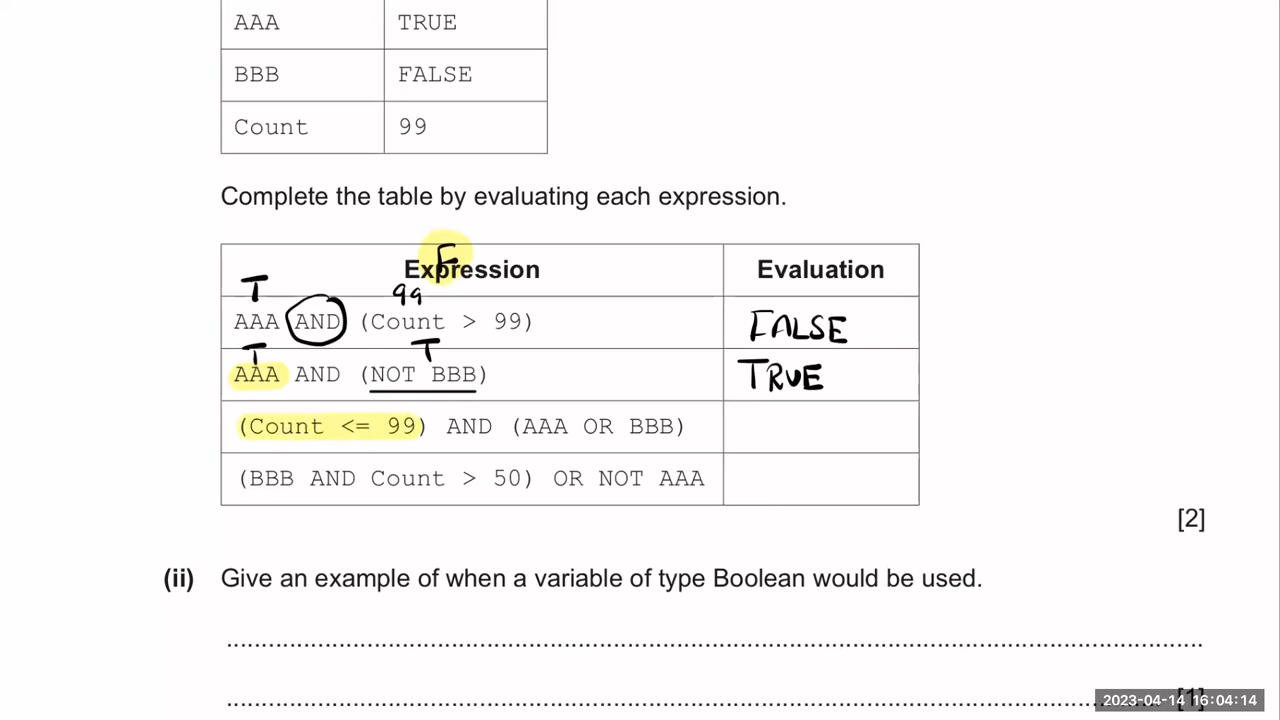 AAA TRUE
BBB FALSE
Count 99
Complete the table by evaluating each expression.
F
Expression Evaluation
T 99
AAA AND (Count > 99) FALSE
T T
AAA AND (NOT BBB) TRUE
(Count <= 99) AND (AAA OR BBB)
(BBB AND Count > 50) OR NOT AAA
[2]
(ii) Give an example of when a variable of type Boolean would be used.
[1]
2023-04-14 16:04:14